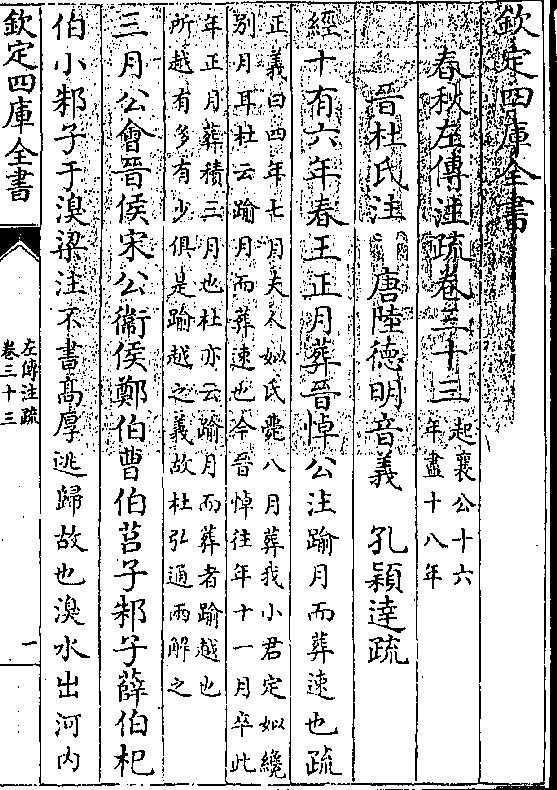 欽定四庫全書
春秋左傳注疏卷三十三 起襄公十六
年盡十八年
晉杜氏注 唐陸德明音義 孔穎達疏
經十有六年春王正月葬晉悼公注踰月而葬速也疏
正義曰四年七月夫人姒氏薨八月葬我小君定姒纔
別月耳杜云踰月而葬速也今晉悼往年十一月卒此
年正月葬積三月也杜亦云踰月而葬者踰越也
所越有多有少俱是踰越之義故杜弘通兩解之
三月公會晉侯宋公衞侯鄭伯曹伯莒子邾子薛伯杞
伯小邾子于溴梁注不書高厚逃歸故也溴水出河内
欽定四庫全書
左傳注疏
卷三十三
一